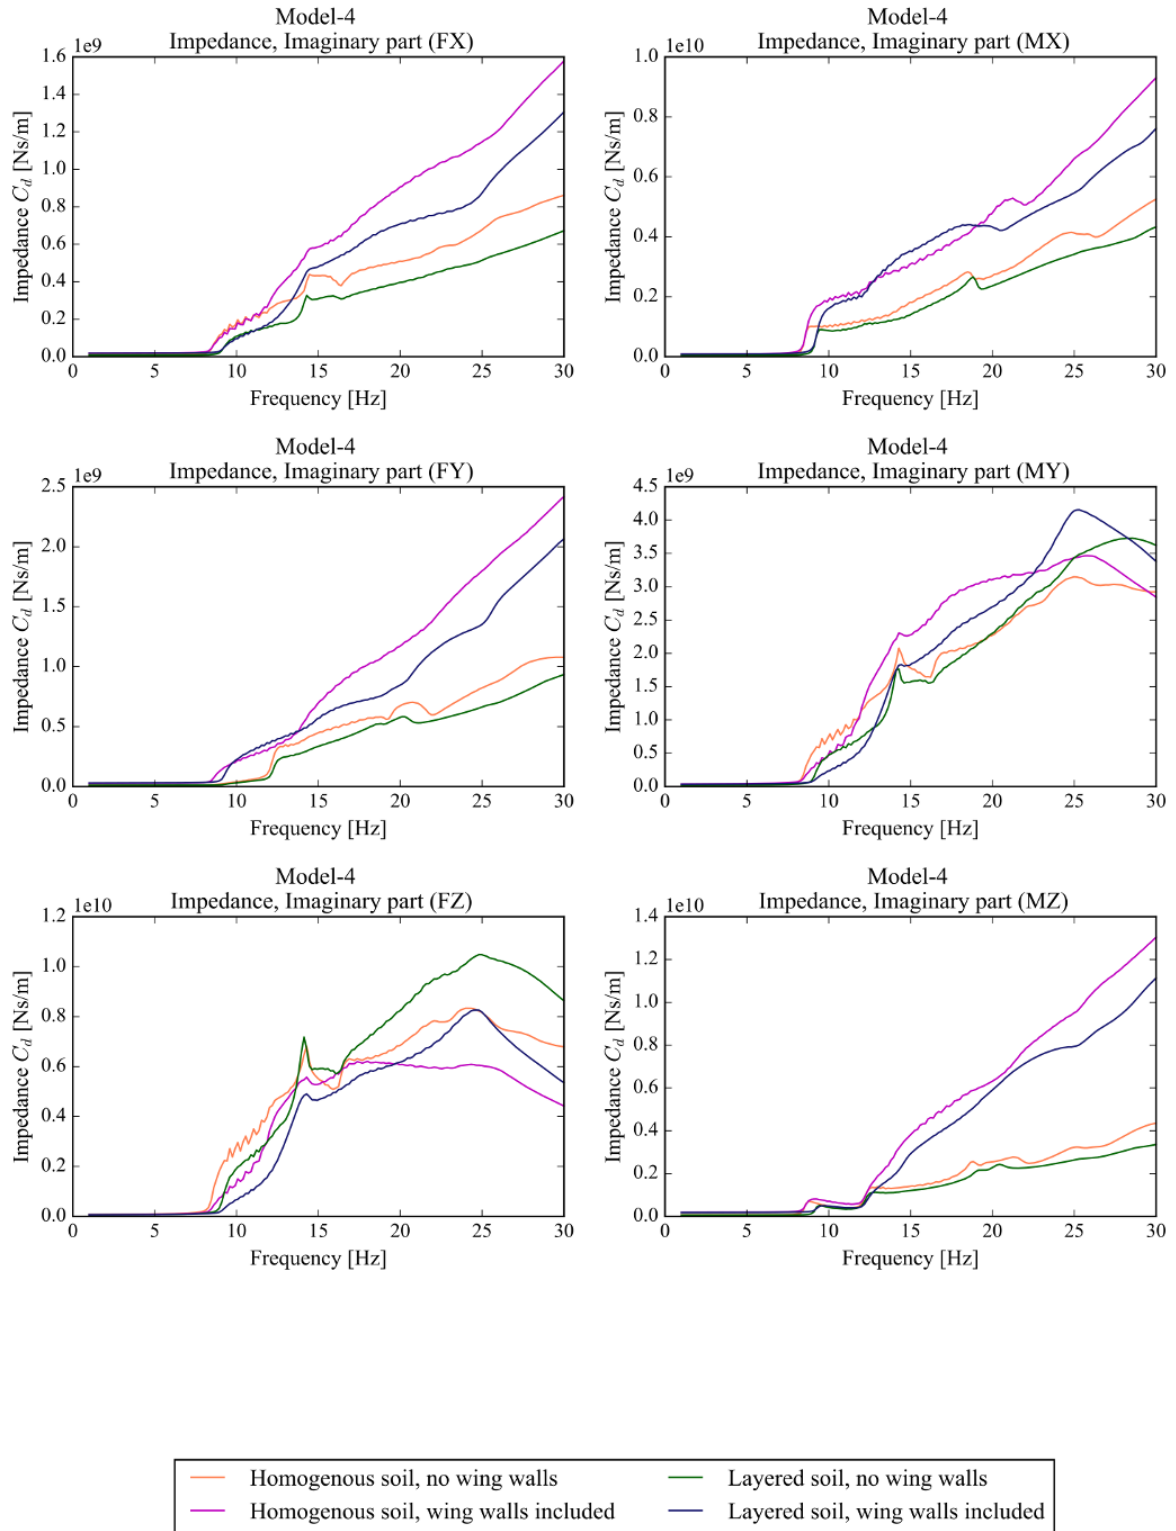 Model-4
Impedance, Imaginary part (FX)
1e9
1.6
1.4
1.2
1.0
0.8
0.6
0.4
0.2
0.0
0 5 10 15 20 25 30
Impedance C_d [Ns/m]
Frequency [Hz]
Model-4
Impedance, Imaginary part (MX)
1e10
1.0
0.8
0.6
0.4
0.2
0.0
0 5 10 15 20 25 30
Impedance C_d [Ns/m]
Frequency [Hz]
Model-4
Impedance, Imaginary part (FY)
1e9
2.5
2.0
1.5
1.0
0.5
0.0
0 5 10 15 20 25 30
Impedance C_d [Ns/m]
Frequency [Hz]
Model-4
Impedance, Imaginary part (MY)
1e9
4.5
4.0
3.5
3.0
2.5
2.0
1.5
1.0
0.5
0.0
0 5 10 15 20 25 30
Impedance C_d [Ns/m]
Frequency [Hz]
Model-4
Impedance, Imaginary part (FZ)
1e10
1.2
1.0
0.8
0.6
0.4
0.2
0.0
0 5 10 15 20 25 30
Impedance C_d [Ns/m]
Frequency [Hz]
Model-4
Impedance, Imaginary part (MZ)
1e10
1.4
1.2
1.0
0.8
0.6
0.4
0.2
0.0
0 5 10 15 20 25 30
Impedance C_d [Ns/m]
Frequency [Hz]
Homogenous soil, no wing walls
Homogenous soil, wing walls included
Layered soil, no wing walls
Layered soil, wing walls included